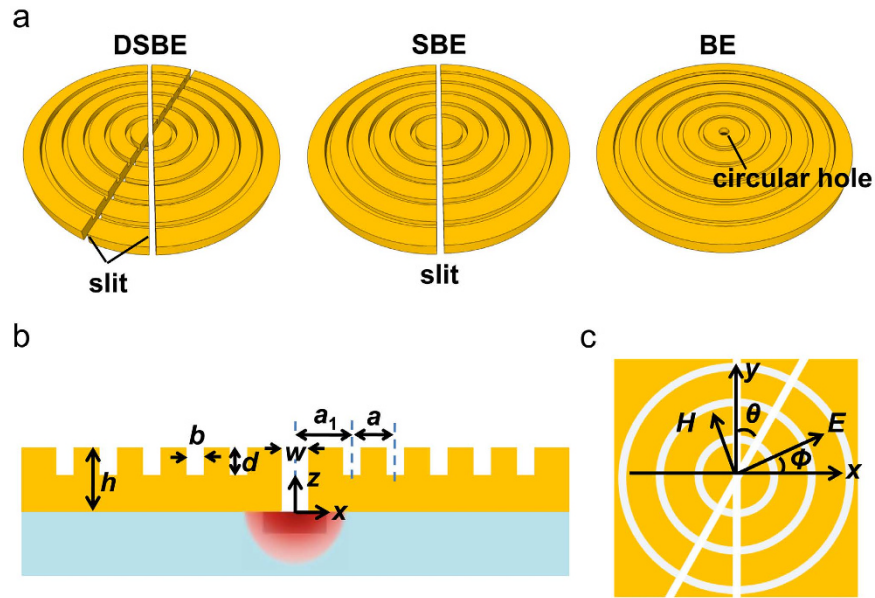 a
DSBE
SBE
BE
circular hole
slit
slit
b
a₁
a
b
d
w
h
z
x
c
y
θ
H
E
Φ
x